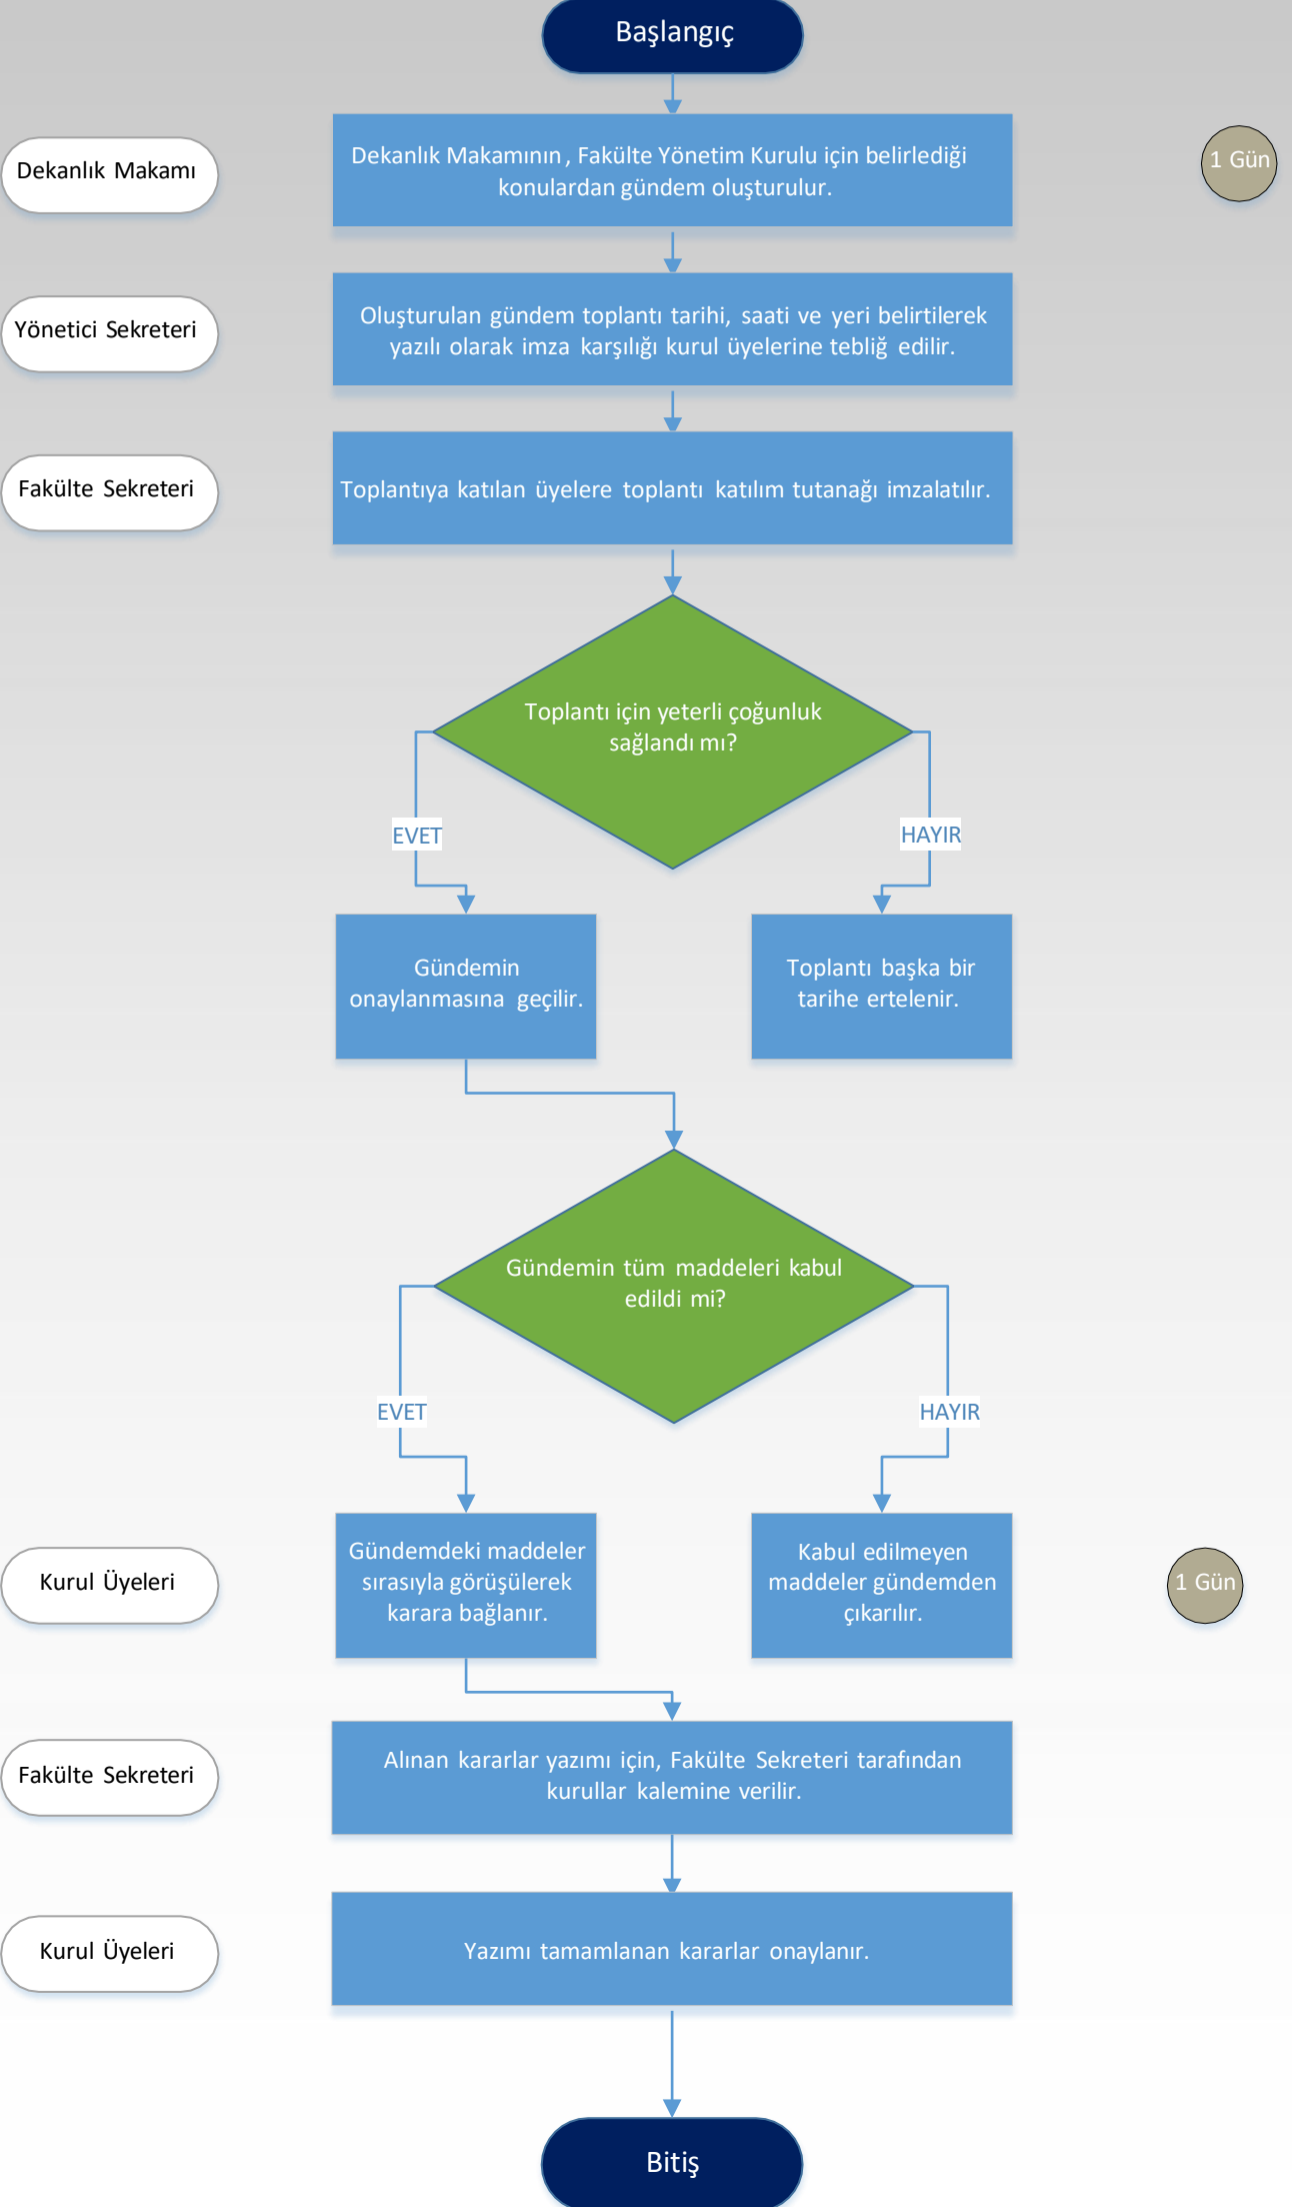 Başlangıç
Dekanlık Makamı
Dekanlık Makamının, Fakülte Yönetim Kurulu için belirlediği
konulardan gündem oluşturulur.
1 Gün
Yönetici Sekreteri
Oluşturulan gündem toplantı tarihi, saati ve yeri belirtilerek
yazılı olarak imza karşılığı kurul üyelerine tebliğ edilir.
Fakülte Sekreteri
Toplantıya katılan üyelere toplantı katılım tutanağı imzalatılır.
Toplantı için yeterli çoğunluk
sağlandı mı?
EVET
HAYIR
Gündemin
onaylanmasına geçilir.
Toplantı başka bir
tarihe ertelenir.
Gündemin tüm maddeleri kabul
edildi mi?
EVET
HAYIR
Kurul Üyeleri
Gündemdeki maddeler
sırasıyla görüşülerek
karara bağlanır.
Kabul edilmeyen
maddeler gündemden
çıkarılır.
1 Gün
Fakülte Sekreteri
Alınan kararlar yazımı için, Fakülte Sekreteri tarafından
kurullar kalemine verilir.
Kurul Üyeleri
Yazımı tamamlanan kararlar onaylanır.
Bitiş